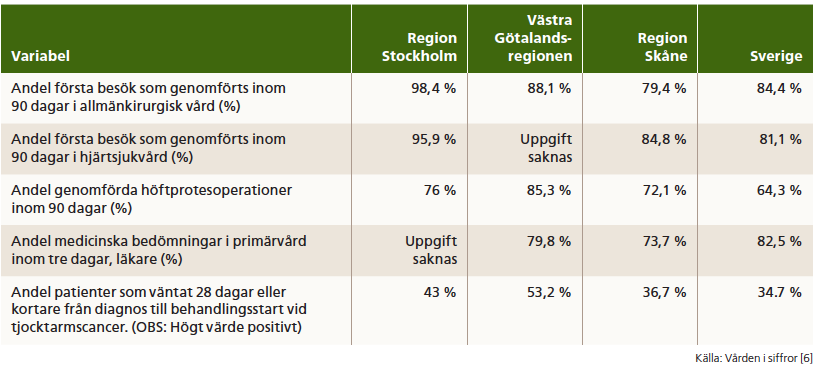 Variabel
Region
Stockholm
Västra
Götalands-
regionen
Region
Skåne
Sverige
Andel första besök som genomförts inom
90 dagar i allmänkirurgisk vård (%)
98,4 %
88,1 %
79,4 %
84,4 %
Andel första besök som genomförts inom
90 dagar i hjärtsjukvård (%)
95,9 %
Uppgift
saknas
84,8 %
81,1 %
Andel genomförda höftprotesoperationer
inom 90 dagar (%)
76 %
85,3 %
72,1 %
64,3 %
Andel medicinska bedömningar i primärvård
inom tre dagar, läkare (%)
Uppgift
saknas
79,8 %
73,7 %
82,5 %
Andel patienter som väntat 28 dagar eller
kortare från diagnos till behandlingsstart vid
tjocktarmscancer. (OBS: Högt värde positivt)
43 %
53,2 %
36,7 %
34.7 %
Källa: Vården i siffror [6]